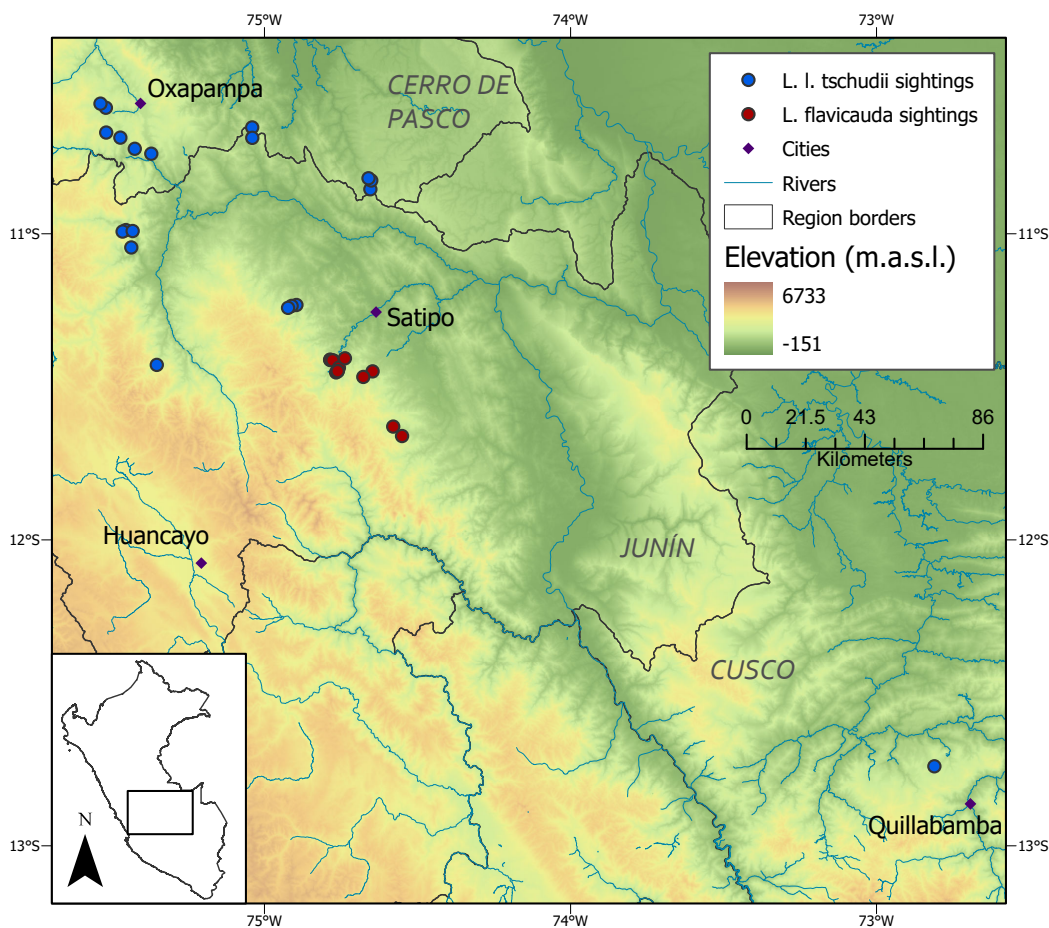 75°W
74°W
73°W
Oxapampa
CERRO DE
PASCO
L. l. tschudii sightings
L. flavicauda sightings
Cities
Rivers
Region borders
Elevation (m.a.s.l.)
6733
-151
11°S
11°S
Satipo
0 21.5 43 86
Kilometers
Huancayo
JUNÍN
12°S
12°S
CUSCO
Quillabamba
N
13°S
13°S
75°W
74°W
73°W